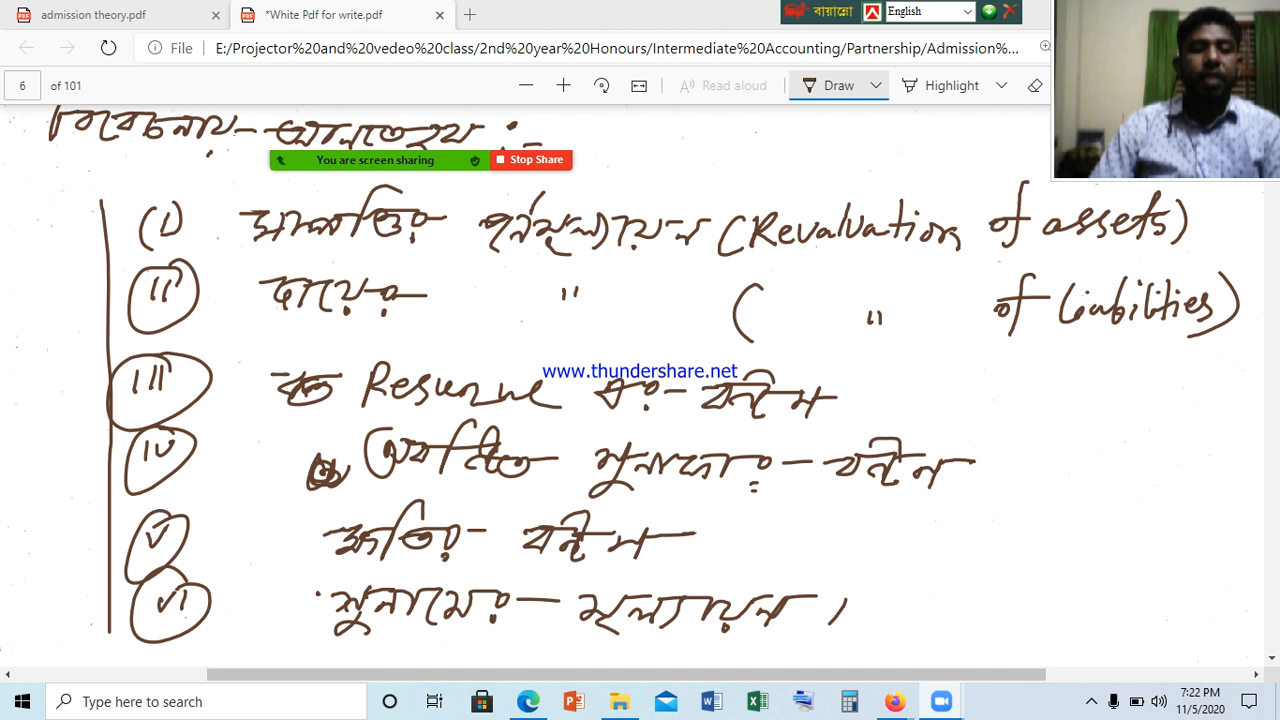 admission theory.pdf
*White Pdf for write.pdf
বায়ান্নো
English
File
E:/Projector%20and%20vedeo%20class/2nd%20year%20Honours/Intermediate%20Accounting/Partnership/Admission%...
6 of 101
Read aloud
Draw
Highlight
বিবেচনায় আনতে হয় :-
You are screen sharing
Stop Share
(i) সম্পত্তির পূর্নমূল্যায়ন (Revaluation of assets)
ii দায়ের " ( " of Liabilities)
www.thundershare.net
iii এর বন্টন
iv মুনাফার বন্টন
v ক্ষতির বন্টন
vi সুনামের মূল্যায়ন ।
Type here to search
7:22 PM
11/5/2020